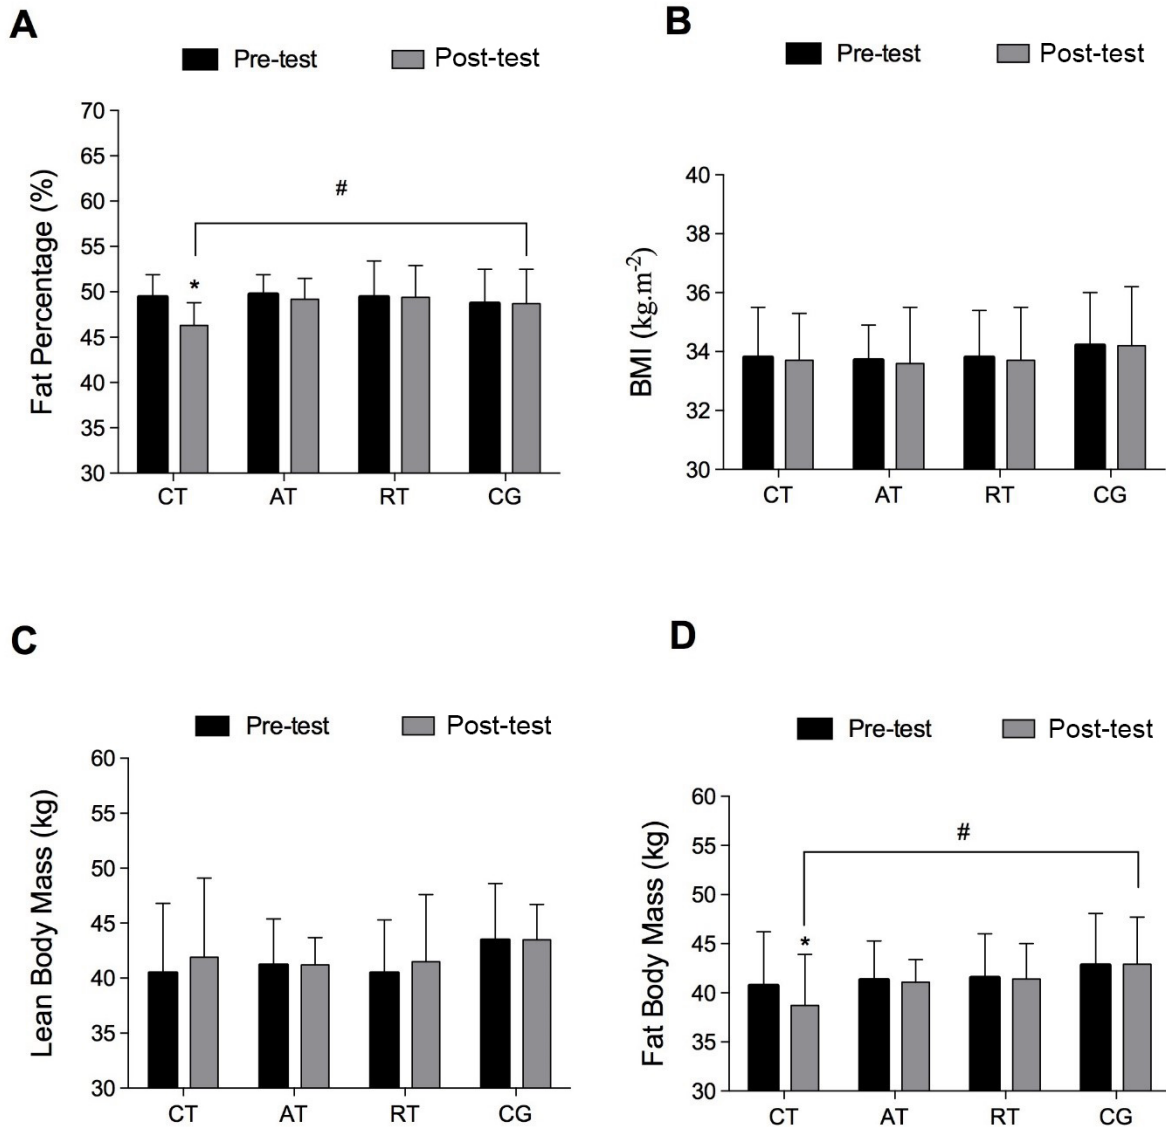 A
Pre-test Post-test
Fat Percentage (%)
70
65
60
55
50
45
40
35
30
#
*
CT AT RT CG
B
Pre-test Post-test
BMI (kg.m⁻²)
40
38
36
34
32
30
CT AT RT CG
C
Pre-test Post-test
Lean Body Mass (kg)
60
55
50
45
40
35
30
CT AT RT CG
D
Pre-test Post-test
Fat Body Mass (kg)
60
55
50
45
40
35
30
#
*
CT AT RT CG